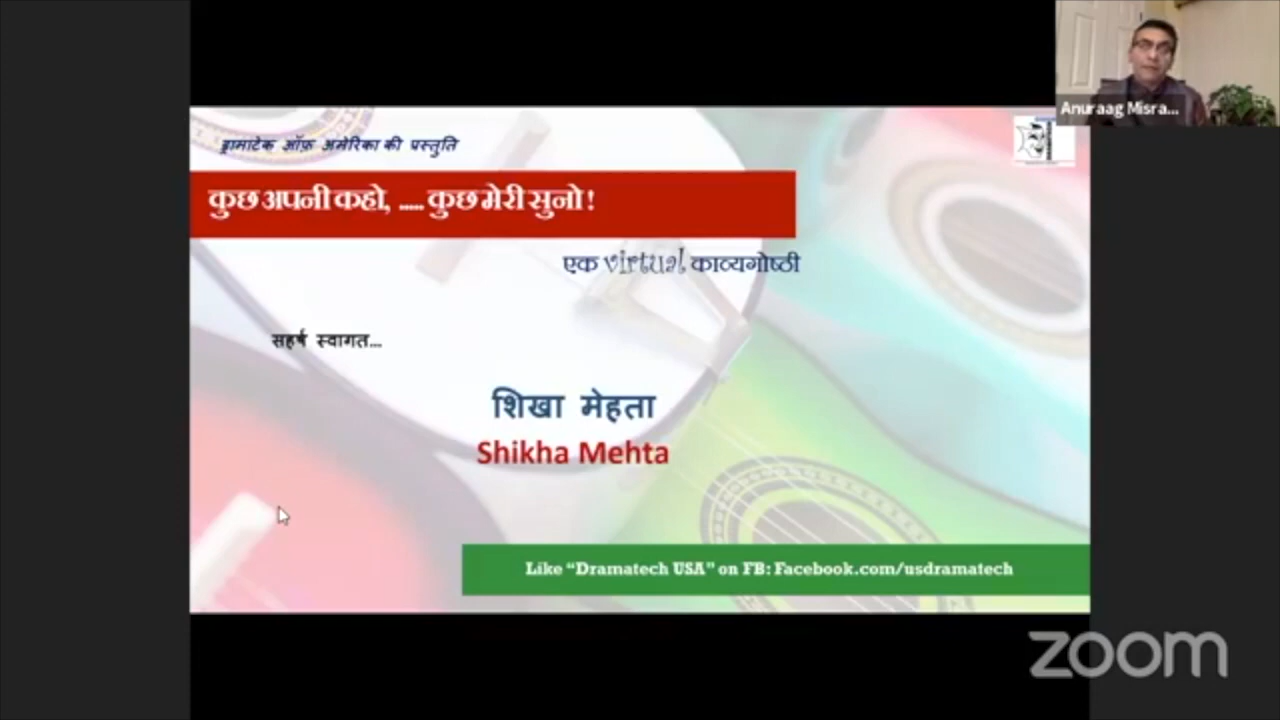 Anuraag Misra...
ड्रामाटेक ऑफ़ अमेरिका की प्रस्तुति
कुछ अपनी कहो, ..... कुछ मेरी सुनो !
एक virtual काव्यगोष्ठी
सहर्ष स्वागत...
शिखा मेहता
Shikha Mehta
Like “Dramatech USA” on FB: Facebook.com/usdramatech
zoom